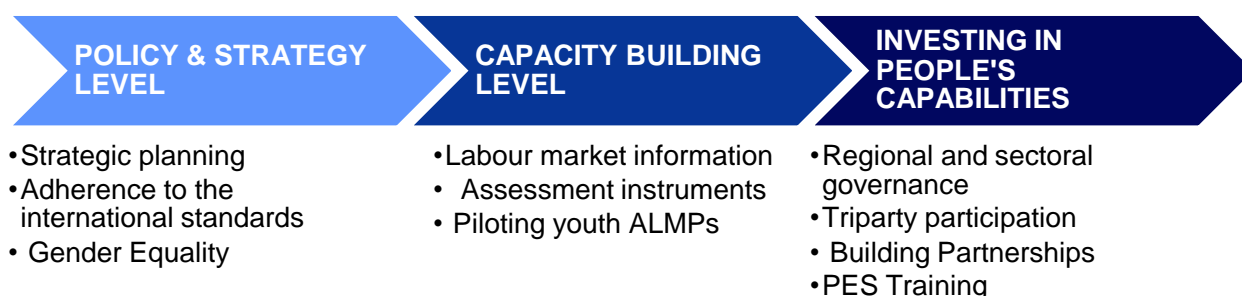 POLICY & STRATEGY
LEVEL
•Strategic planning
•Adherence to the
international standards
• Gender Equality
CAPACITY BUILDING
LEVEL
•Labour market information
• Assessment instruments
• Piloting youth ALMPs
INVESTING IN
PEOPLE'S
CAPABILITIES
•Regional and sectoral
governance
•Triparty participation
• Building Partnerships
•PES Training